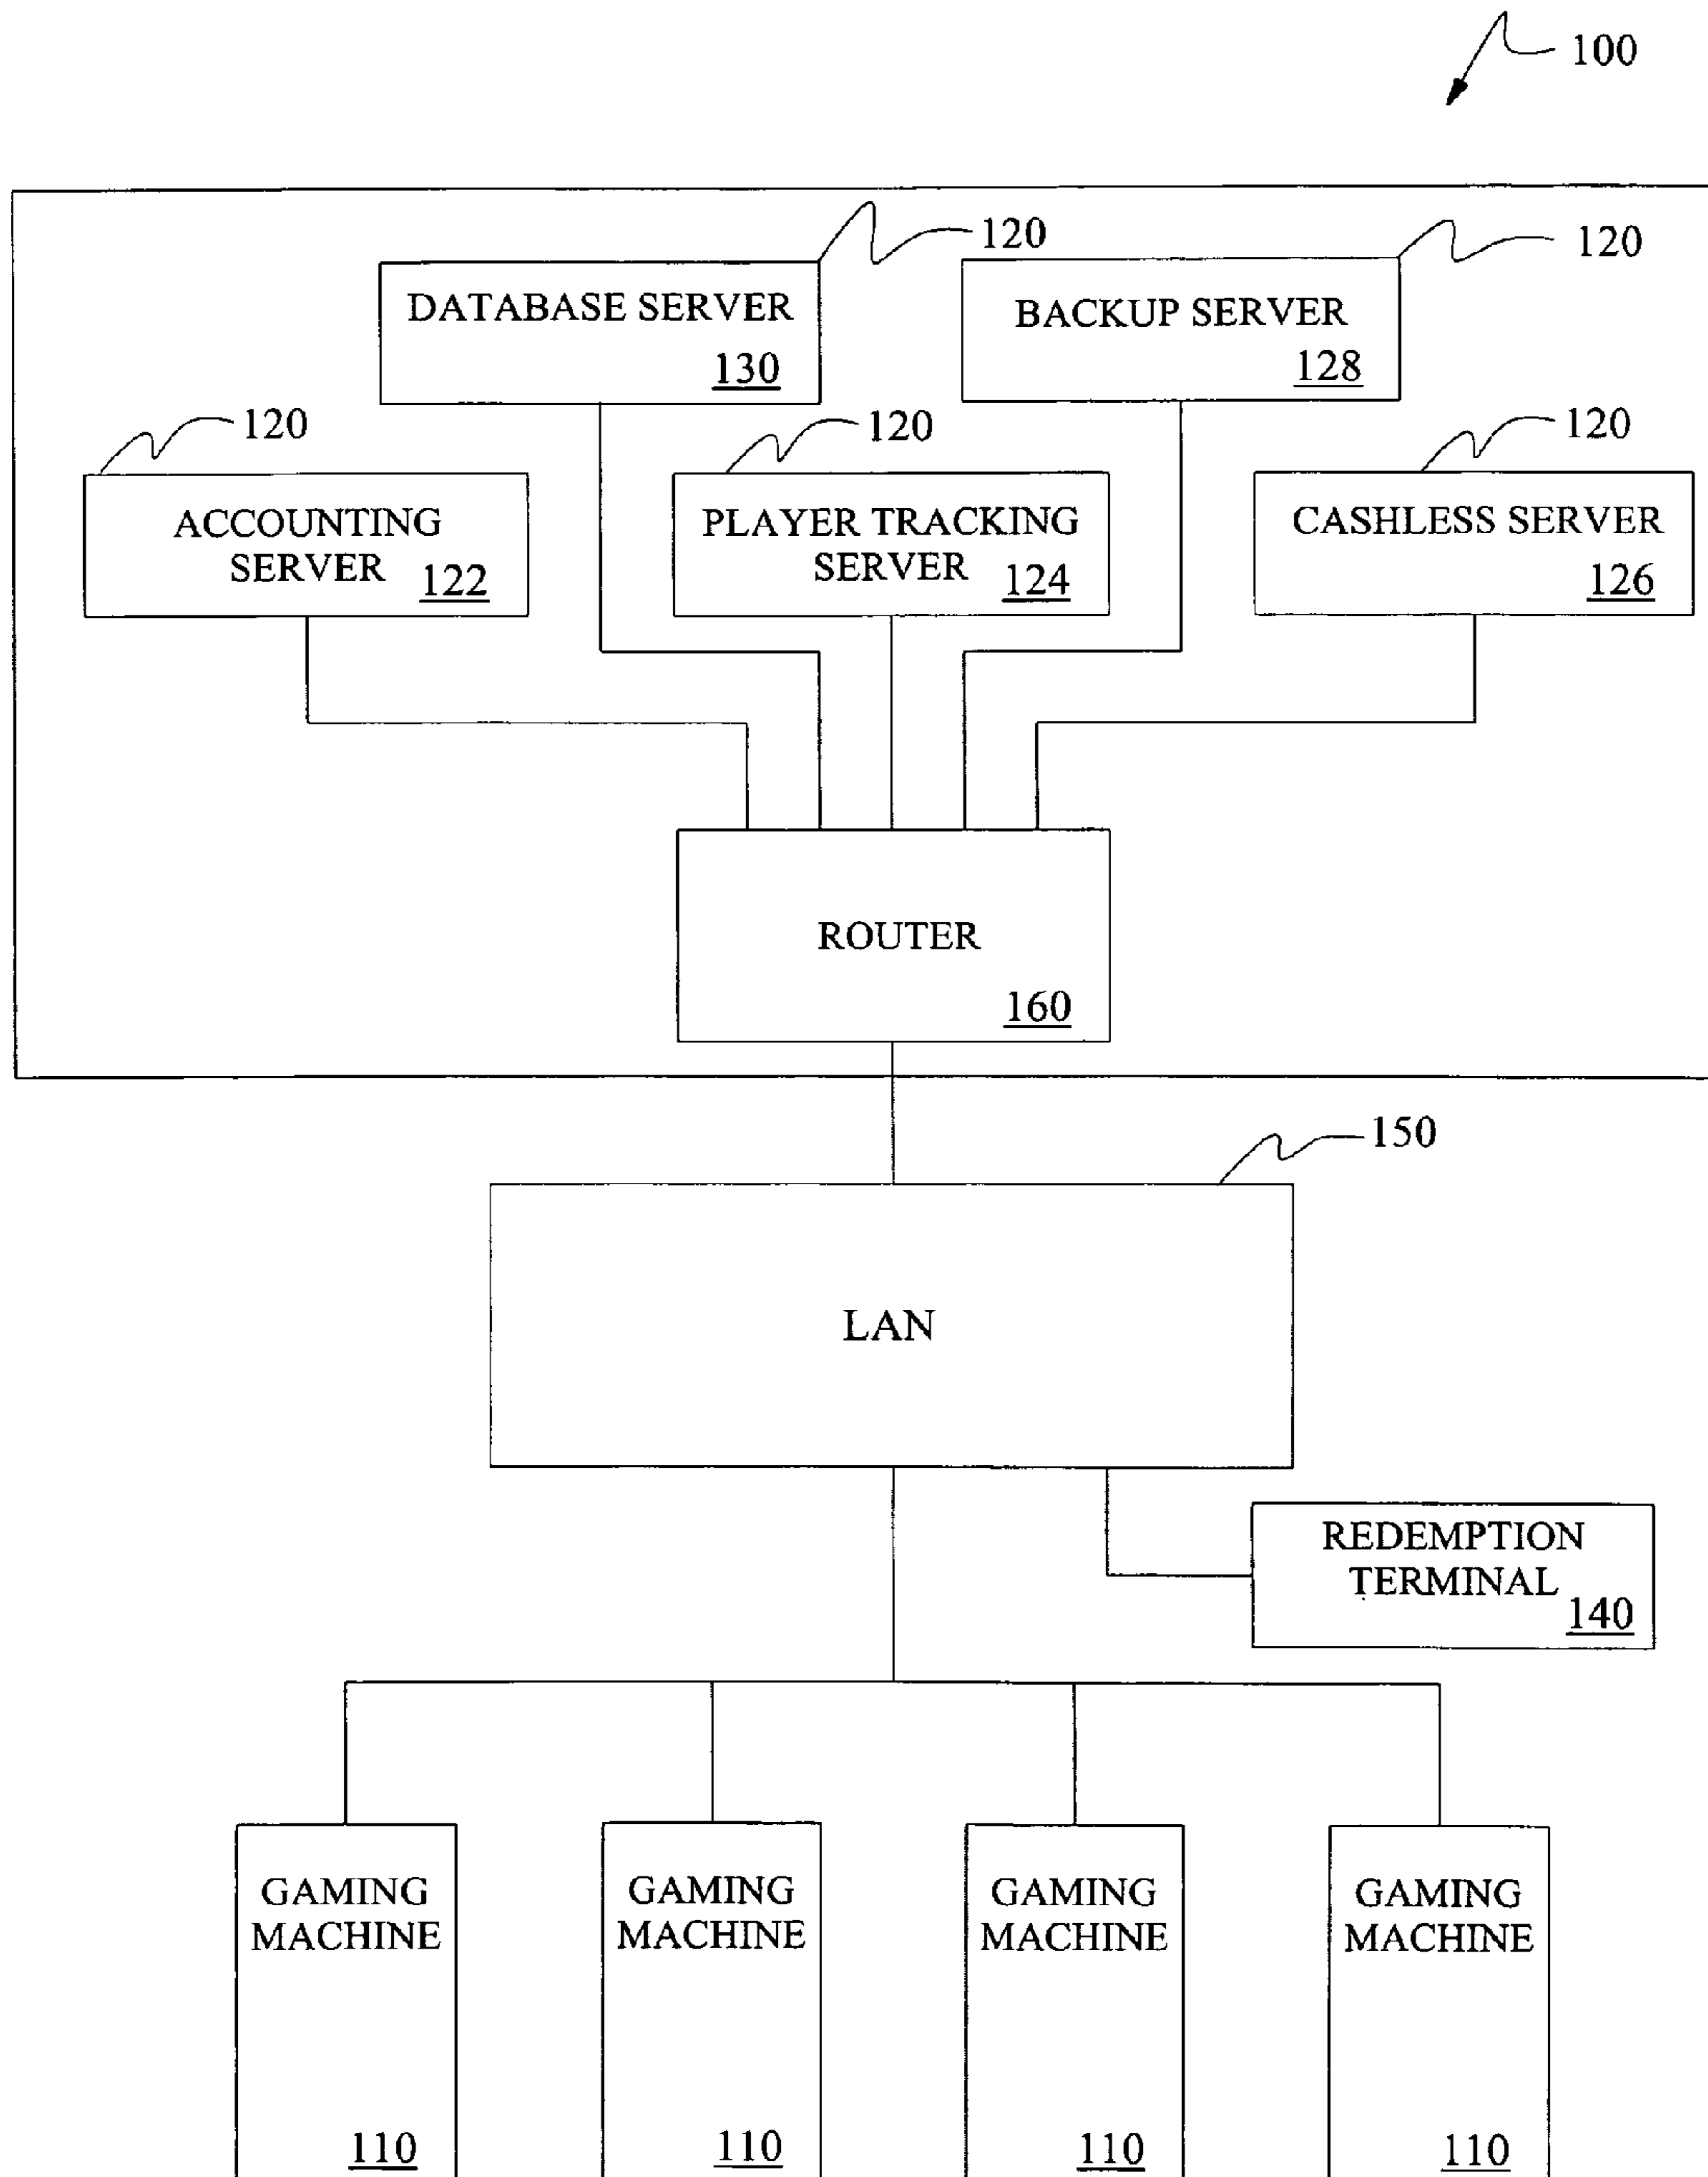 100
120
120
DATABASE SERVER
130
BACKUP SERVER
128
120
120
120
ACCOUNTING
SERVER
122
PLAYER TRACKING
SERVER
124
CASHLESS SERVER
126
ROUTER
160
150
LAN
REDEMPTION
TERMINAL
140
GAMING
MACHINE
110
GAMING
MACHINE
110
GAMING
MACHINE
110
GAMING
MACHINE
110